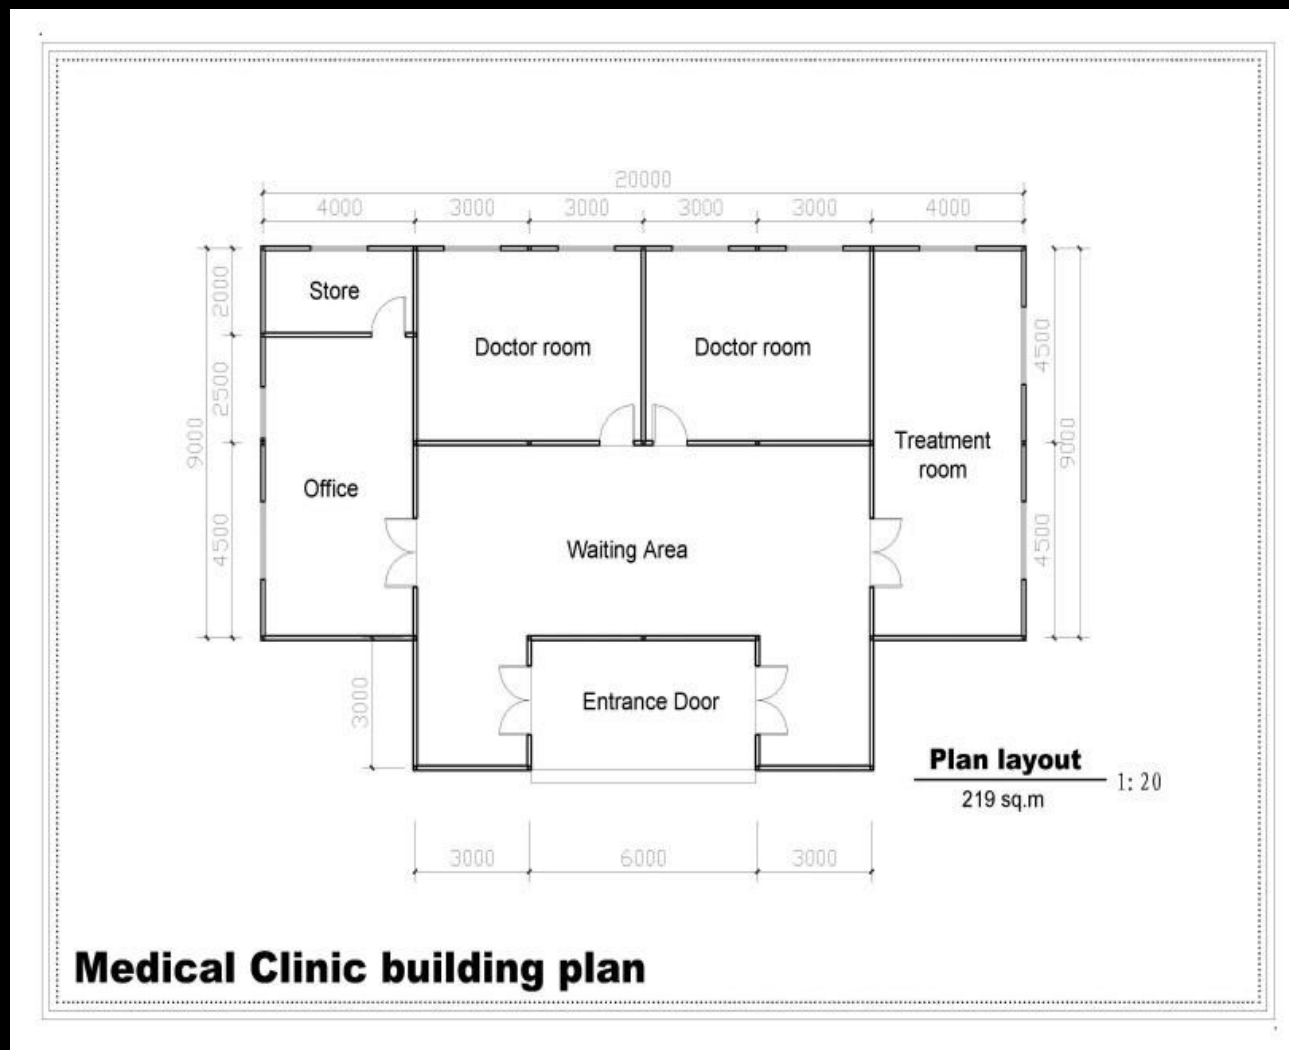 20000
4000 3000 3000 3000 3000 4000
2000
2500
4500
9000
4500
4500
9000
Store
Doctor room
Doctor room
Treatment
room
Office
Waiting Area
Entrance Door
3000
3000 6000 3000
Plan layout
1:20
219 sq.m
Medical Clinic building plan